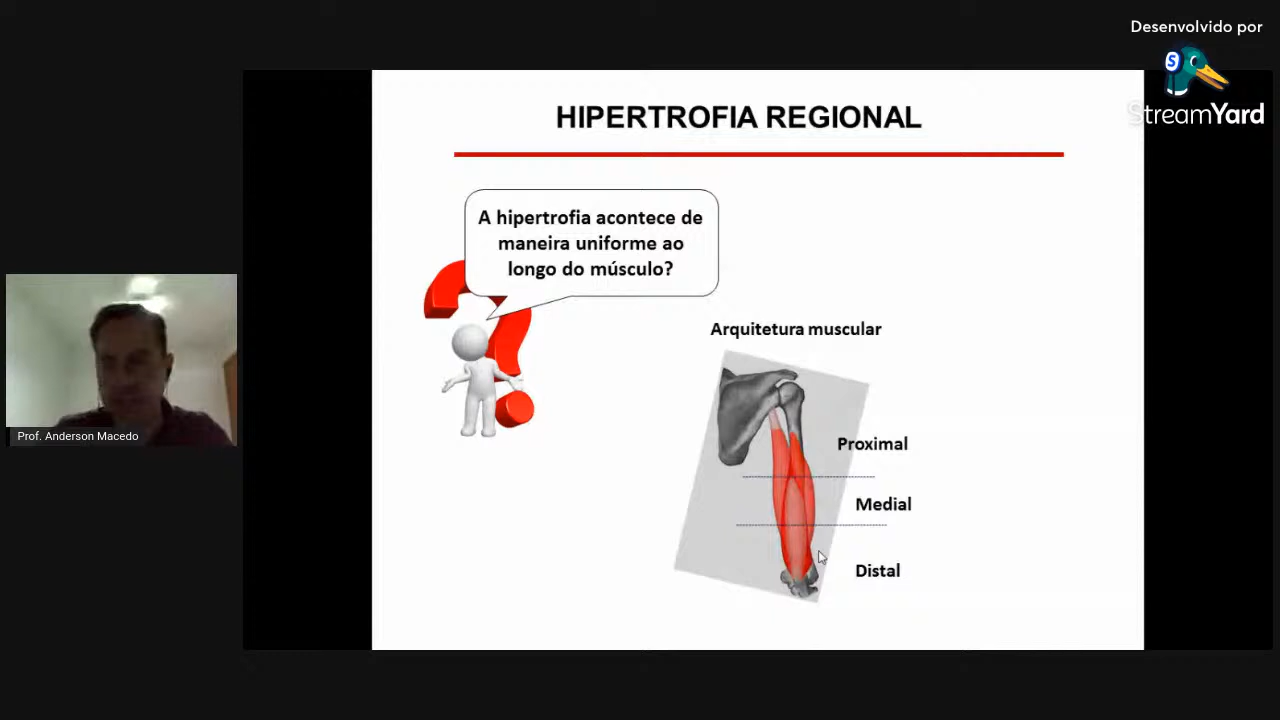 Desenvolvido por
S
StreamYard
HIPERTROFIA REGIONAL
A hipertrofia acontece de
maneira uniforme ao
longo do músculo?
Arquitetura muscular
Proximal
Medial
Distal
Prof. Anderson Macedo